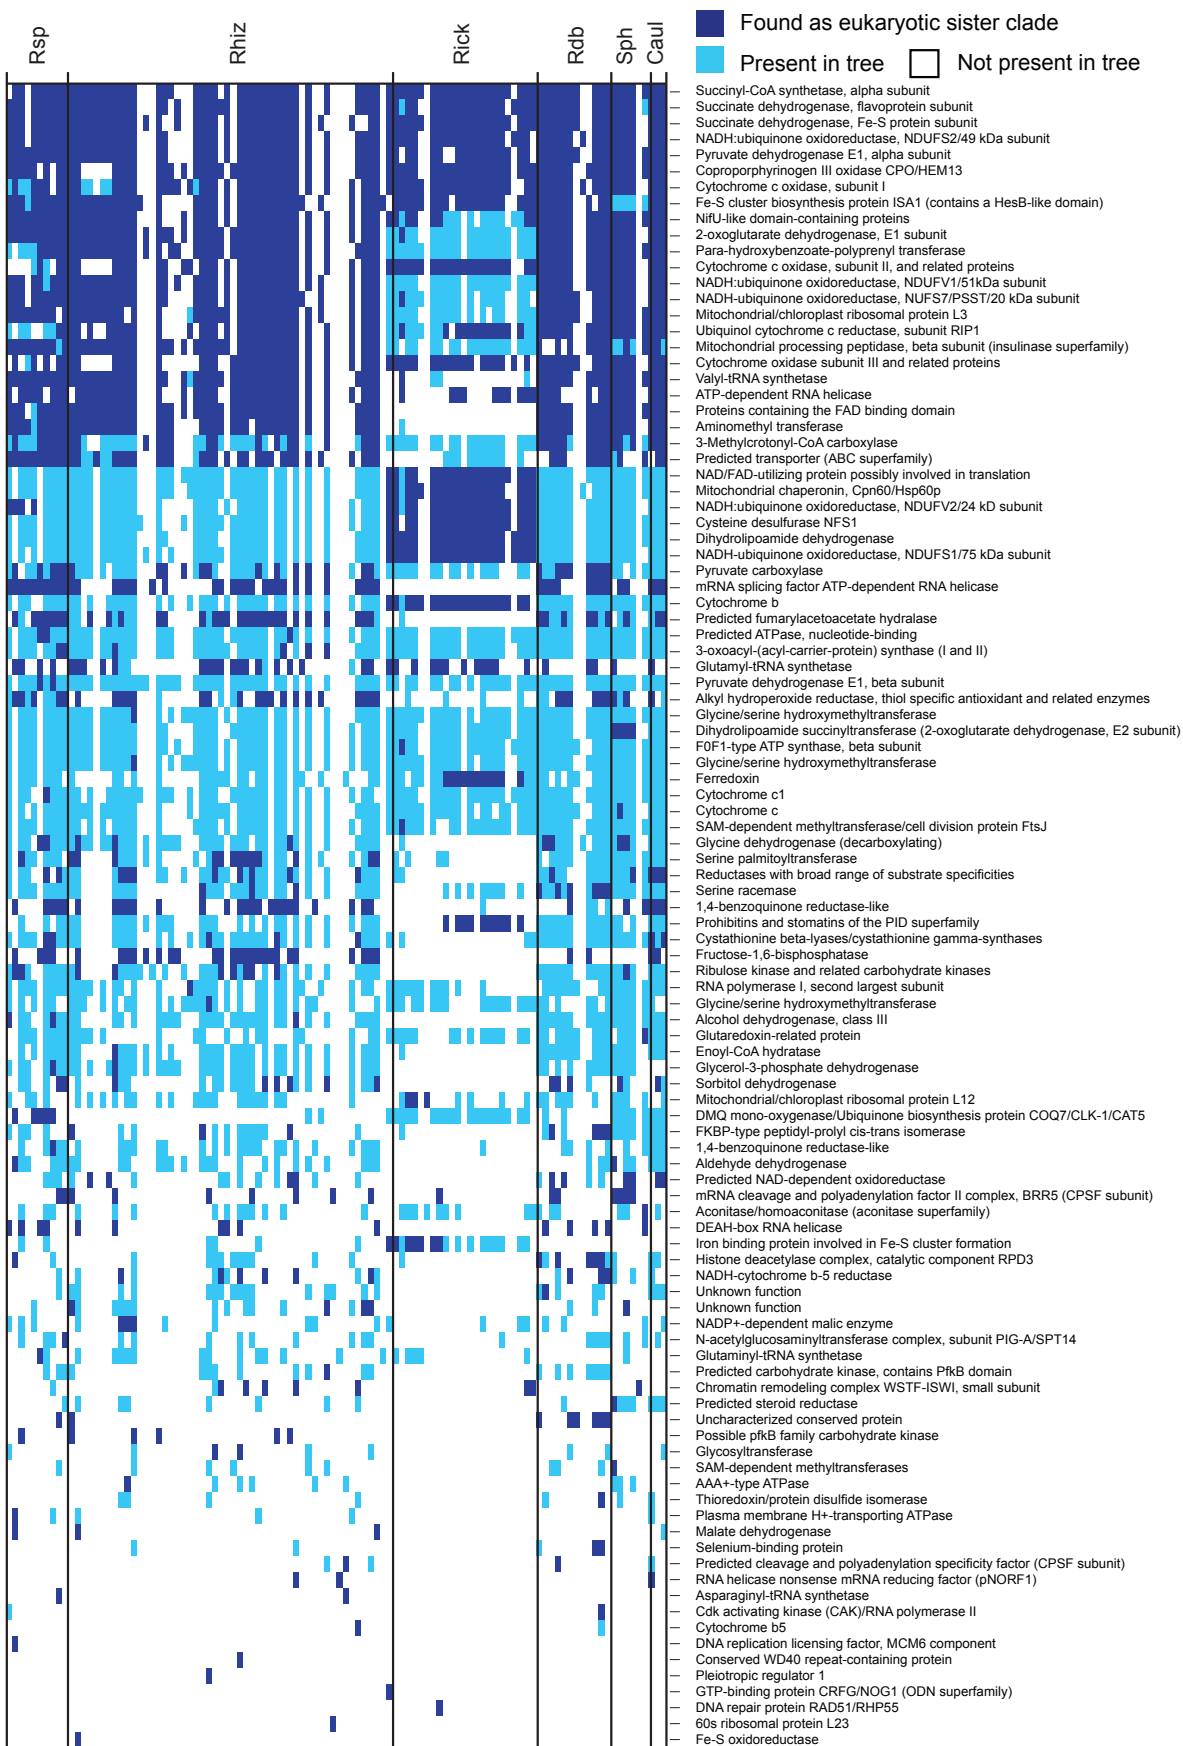 Rsp
Rhiz
Rick
Rdb
Sph
Caul
Found as eukaryotic sister clade
Present in tree
Not present in tree
Succinyl-CoA synthetase, alpha subunit
Succinate dehydrogenase, flavoprotein subunit
Succinate dehydrogenase, Fe-S protein subunit
NADH:ubiquinone oxidoreductase, NDUFS2/49 kDa subunit
Pyruvate dehydrogenase E1, alpha subunit
Coproporphyrinogen III oxidase CPO/HEM13
Cytochrome c oxidase, subunit I
Fe-S cluster biosynthesis protein ISA1 (contains a HesB-like domain)
NifU-like domain-containing proteins
2-oxoglutarate dehydrogenase, E1 subunit
Para-hydroxybenzoate-polyprenyl transferase
Cytochrome c oxidase, subunit II, and related proteins
NADH:ubiquinone oxidoreductase, NDUFV1/51kDa subunit
NADH-ubiquinone oxidoreductase, NUFS7/PSST/20 kDa subunit
Mitochondrial/chloroplast ribosomal protein L3
Ubiquinol cytochrome c reductase, subunit RIP1
Mitochondrial processing peptidase, beta subunit (insulinase superfamily)
Cytochrome oxidase subunit III and related proteins
Valyl-tRNA synthetase
ATP-dependent RNA helicase
Proteins containing the FAD binding domain
Aminomethyl transferase
3-Methylcrotonyl-CoA carboxylase
Predicted transporter (ABC superfamily)
NAD/FAD-utilizing protein possibly involved in translation
Mitochondrial chaperonin, Cpn60/Hsp60p
NADH:ubiquinone oxidoreductase, NDUFV2/24 kD subunit
Cysteine desulfurase NFS1
Dihydrolipoamide dehydrogenase
NADH-ubiquinone oxidoreductase, NDUFS1/75 kDa subunit
Pyruvate carboxylase
mRNA splicing factor ATP-dependent RNA helicase
Cytochrome b
Predicted fumarylacetoacetate hydralase
Predicted ATPase, nucleotide-binding
3-oxoacyl-(acyl-carrier-protein) synthase (I and II)
Glutamyl-tRNA synthetase
Pyruvate dehydrogenase E1, beta subunit
Alkyl hydroperoxide reductase, thiol specific antioxidant and related enzymes
Glycine/serine hydroxymethyltransferase
Dihydrolipoamide succinyltransferase (2-oxoglutarate dehydrogenase, E2 subunit)
F0F1-type ATP synthase, beta subunit
Glycine/serine hydroxymethyltransferase
Ferredoxin
Cytochrome c1
Cytochrome c
SAM-dependent methyltransferase/cell division protein FtsJ
Glycine dehydrogenase (decarboxylating)
Serine palmitoyltransferase
Reductases with broad range of substrate specificities
Serine racemase
1,4-benzoquinone reductase-like
Prohibitins and stomatins of the PID superfamily
Cystathionine beta-lyases/cystathionine gamma-synthases
Fructose-1,6-bisphosphatase
Ribulose kinase and related carbohydrate kinases
RNA polymerase I, second largest subunit
Glycine/serine hydroxymethyltransferase
Alcohol dehydrogenase, class III
Glutaredoxin-related protein
Enoyl-CoA hydratase
Glycerol-3-phosphate dehydrogenase
Sorbitol dehydrogenase
Mitochondrial/chloroplast ribosomal protein L12
DMQ mono-oxygenase/Ubiquinone biosynthesis protein COQ7/CLK-1/CAT5
FKBP-type peptidyl-prolyl cis-trans isomerase
1,4-benzoquinone reductase-like
Aldehyde dehydrogenase
Predicted NAD-dependent oxidoreductase
mRNA cleavage and polyadenylation factor II complex, BRR5 (CPSF subunit)
Aconitase/homoaconitase (aconitase superfamily)
DEAH-box RNA helicase
Iron binding protein involved in Fe-S cluster formation
Histone deacetylase complex, catalytic component RPD3
NADH-cytochrome b-5 reductase
Unknown function
Unknown function
NADP+-dependent malic enzyme
N-acetylglucosaminyltransferase complex, subunit PIG-A/SPT14
Glutaminyl-tRNA synthetase
Predicted carbohydrate kinase, contains PfkB domain
Chromatin remodeling complex WSTF-ISWI, small subunit
Predicted steroid reductase
Uncharacterized conserved protein
Possible pfkB family carbohydrate kinase
Glycosyltransferase
SAM-dependent methyltransferases
AAA+-type ATPase
Thioredoxin/protein disulfide isomerase
Plasma membrane H+-transporting ATPase
Malate dehydrogenase
Selenium-binding protein
Predicted cleavage and polyadenylation specificity factor (CPSF subunit)
RNA helicase nonsense mRNA reducing factor (pNORF1)
Asparaginyl-tRNA synthetase
Cdk activating kinase (CAK)/RNA polymerase II
Cytochrome b5
DNA replication licensing factor, MCM6 component
Conserved WD40 repeat-containing protein
Pleiotropic regulator 1
GTP-binding protein CRFG/NOG1 (ODN superfamily)
DNA repair protein RAD51/RHP55
60s ribosomal protein L23
Fe-S oxidoreductase